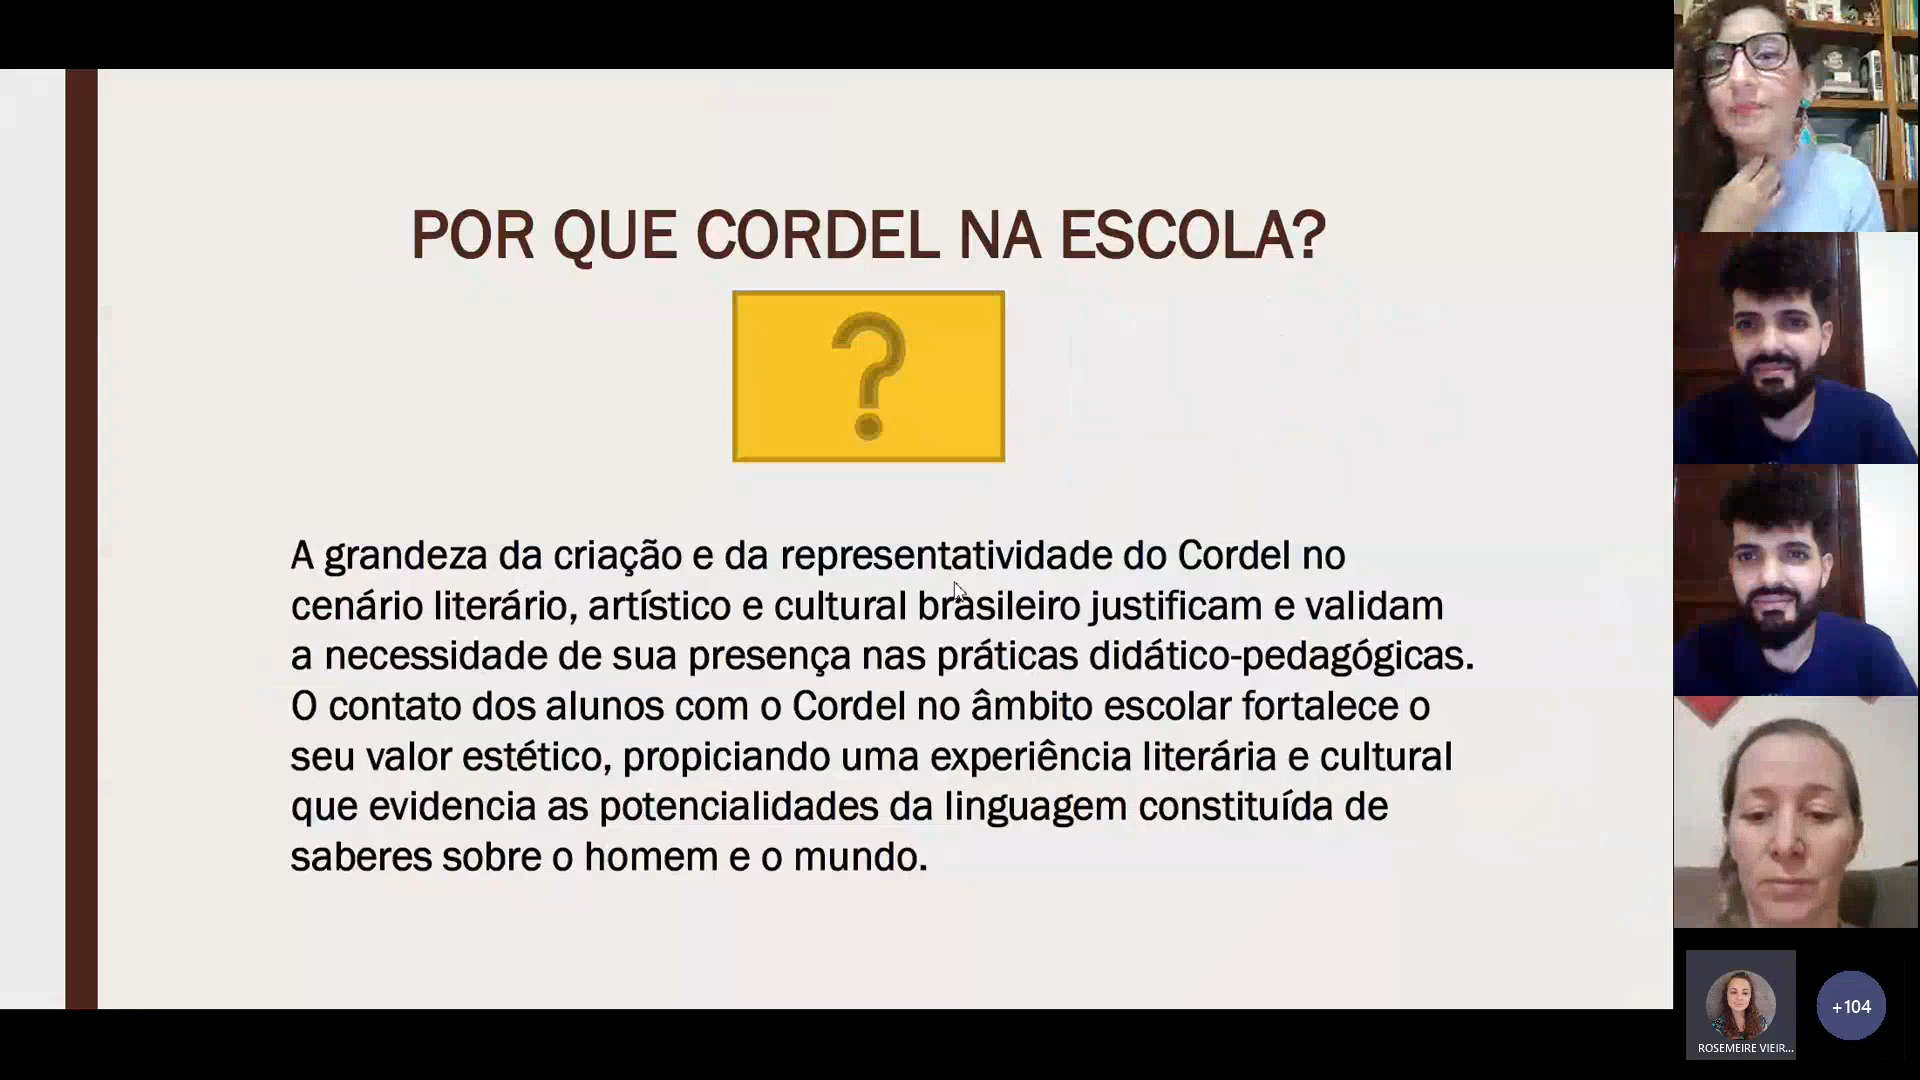 POR QUE CORDEL NA ESCOLA?
?
A grandeza da criação e da representatividade do Cordel no
cenário literário, artístico e cultural brasileiro justificam e validam
a necessidade de sua presença nas práticas didático-pedagógicas.
O contato dos alunos com o Cordel no âmbito escolar fortalece o
seu valor estético, propiciando uma experiência literária e cultural
que evidencia as potencialidades da linguagem constituída de
saberes sobre o homem e o mundo.
+104
ROSEMEIRE VIEIR...